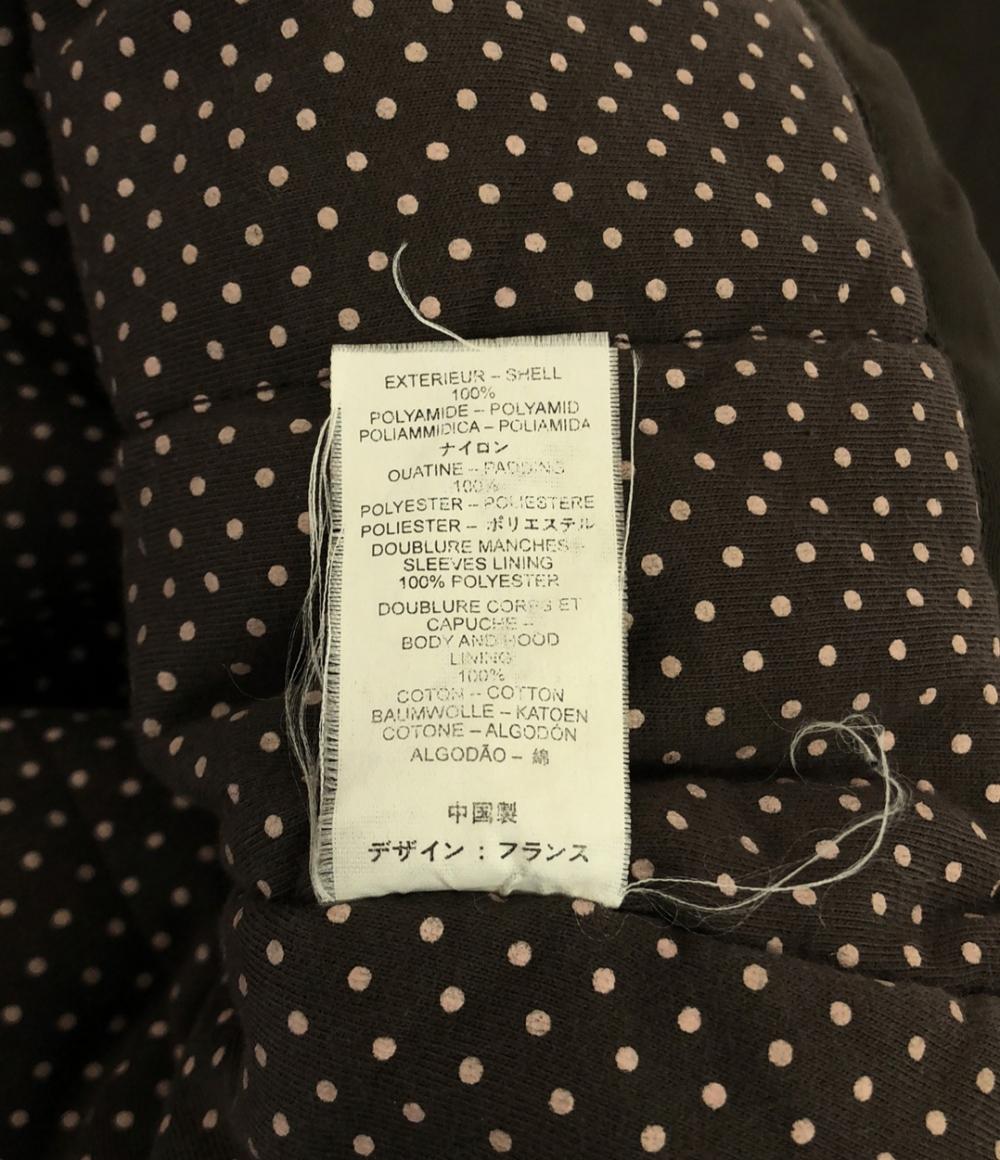 EXTERIEUR – SHELL
100%
POLYAMIDE – POLYAMID
POLIAMMIDICA – POLIAMIDA
ナイロン
OUATINE – PADDING
100%
POLYESTER – POLIESTERE
POLIESTER – ポリエステル
DOUBLURE MANCHES –
SLEEVES LINING
100% POLYESTER
DOUBLURE CORPS ET
CAPUCHE –
BODY AND HOOD
LINING
100%
COTON – COTTON
BAUMWOLLE – KATOEN
COTONE – ALGODÓN
ALGODÃO – 綿
中国製
デザイン : フランス